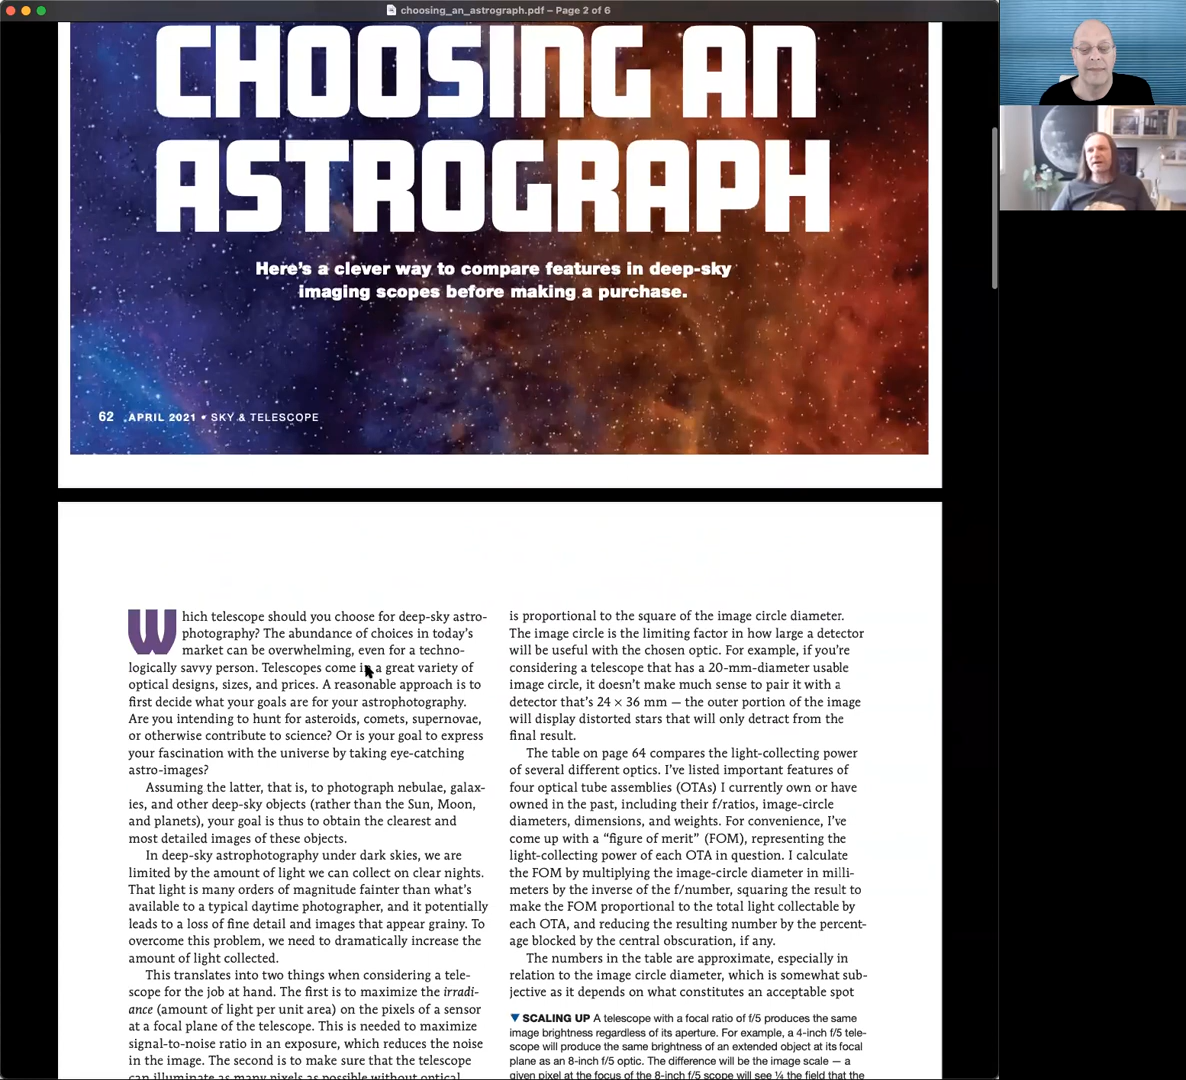 choosing_an_astrograph.pdf – Page 2 of 6
CHOOSING AN
ASTROGRAPH
Here's a clever way to compare features in deep-sky
imaging scopes before making a purchase.
62 APRIL 2021 • SKY & TELESCOPE
Which telescope should you choose for deep-sky astro-
photography? The abundance of choices in today's
market can be overwhelming, even for a techno-
logically savvy person. Telescopes come in a great variety of
optical designs, sizes, and prices. A reasonable approach is to
first decide what your goals are for your astrophotography.
Are you intending to hunt for asteroids, comets, supernovae,
or otherwise contribute to science? Or is your goal to express
your fascination with the universe by taking eye-catching
astro-images?
Assuming the latter, that is, to photograph nebulae, galax-
ies, and other deep-sky objects (rather than the Sun, Moon,
and planets), your goal is thus to obtain the clearest and
most detailed images of these objects.
In deep-sky astrophotography under dark skies, we are
limited by the amount of light we can collect on clear nights.
That light is many orders of magnitude fainter than what's
available to a typical daytime photographer, and it potentially
leads to a loss of fine detail and images that appear grainy. To
overcome this problem, we need to dramatically increase the
amount of light collected.
This translates into two things when considering a tele-
scope for the job at hand. The first is to maximize the irradi-
ance (amount of light per unit area) on the pixels of a sensor
at a focal plane of the telescope. This is needed to maximize
signal-to-noise ratio in an exposure, which reduces the noise
in the image. The second is to make sure that the telescope
can illuminate as many pixels as possible without optical
is proportional to the square of the image circle diameter.
The image circle is the limiting factor in how large a detector
will be useful with the chosen optic. For example, if you're
considering a telescope that has a 20-mm-diameter usable
image circle, it doesn't make much sense to pair it with a
detector that's 24 × 36 mm — the outer portion of the image
will display distorted stars that will only detract from the
final result.
The table on page 64 compares the light-collecting power
of several different optics. I've listed important features of
four optical tube assemblies (OTAs) I currently own or have
owned in the past, including their f/ratios, image-circle
diameters, dimensions, and weights. For convenience, I've
come up with a “figure of merit” (FOM), representing the
light-collecting power of each OTA in question. I calculate
the FOM by multiplying the image-circle diameter in milli-
meters by the inverse of the f/number, squaring the result to
make the FOM proportional to the total light collectable by
each OTA, and reducing the resulting number by the percent-
age blocked by the central obscuration, if any.
The numbers in the table are approximate, especially in
relation to the image circle diameter, which is somewhat sub-
jective as it depends on what constitutes an acceptable spot
▼ SCALING UP A telescope with a focal ratio of f/5 produces the same
image brightness regardless of its aperture. For example, a 4-inch f/5 tele-
scope will produce the same brightness of an extended object at its focal
plane as an 8-inch f/5 optic. The difference will be the image scale — a
given pixel at the focus of the 8-inch f/5 scope will see ¼ the field that the